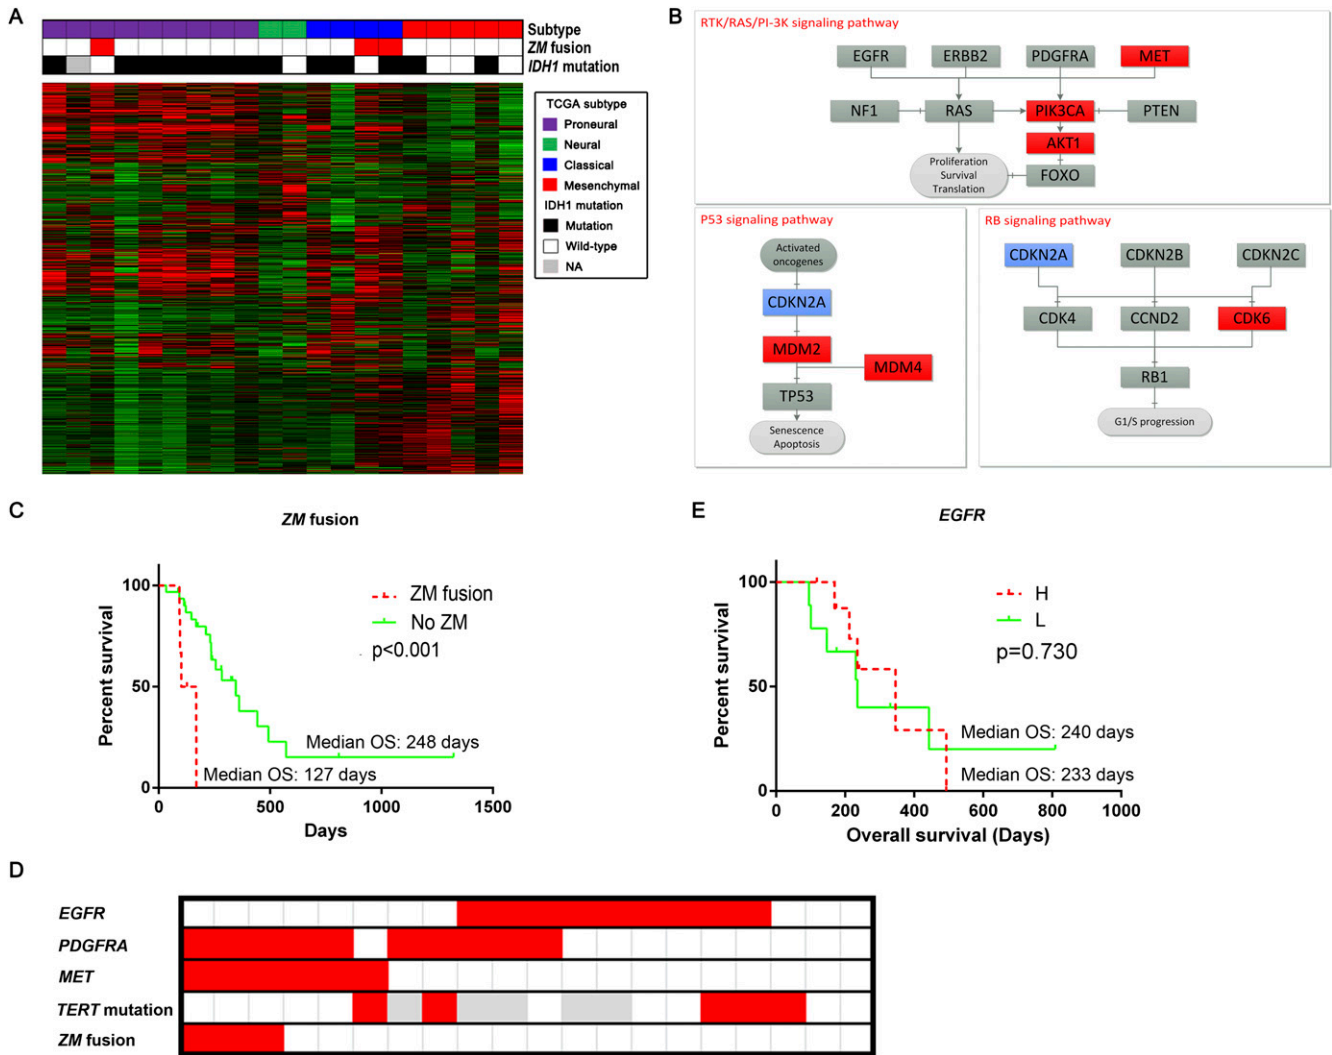 A
Subtype
ZM fusion
IDH1 mutation
TCGA subtype
Proneural
Neural
Classical
Mesenchymal
IDH1 mutation
Mutation
Wild-type
NA
B
RTK/RAS/PI-3K signaling pathway
EGFR
ERBB2
PDGFRA
MET
NF1
RAS
PIK3CA
PTEN
AKT1
Proliferation
Survival
Translation
FOXO
P53 signaling pathway
Activated
oncogenes
CDKN2A
MDM2
MDM4
TP53
Senescence
Apoptosis
RB signaling pathway
CDKN2A
CDKN2B
CDKN2C
CDK4
CCND2
CDK6
RB1
G1/S progression
C
ZM fusion
Percent survival
100
50
0
ZM fusion
No ZM
p<0.001
Median OS: 248 days
Median OS: 127 days
0
500
1000
1500
Days
E
EGFR
Percent survival
100
50
0
H
L
p=0.730
Median OS: 240 days
Median OS: 233 days
0
200
400
600
800
1000
Overall survival (Days)
D
EGFR
PDGFRA
MET
TERT mutation
ZM fusion